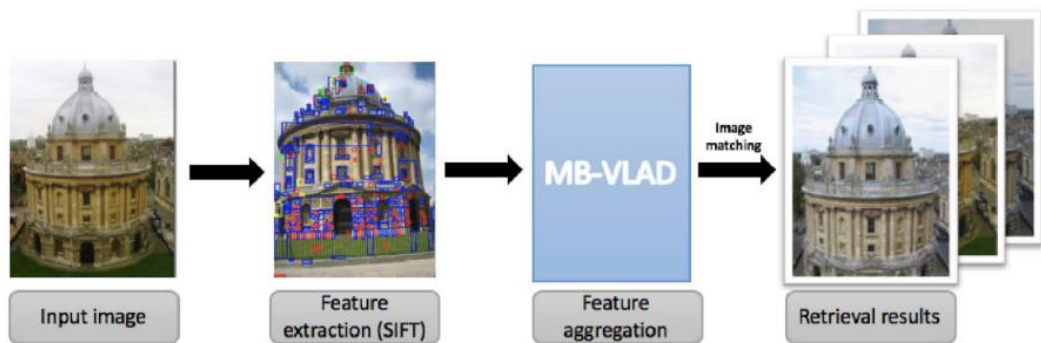 MB-VLAD
Image
matching
Input image
Feature
extraction (SIFT)
Feature
aggregation
Retrieval results